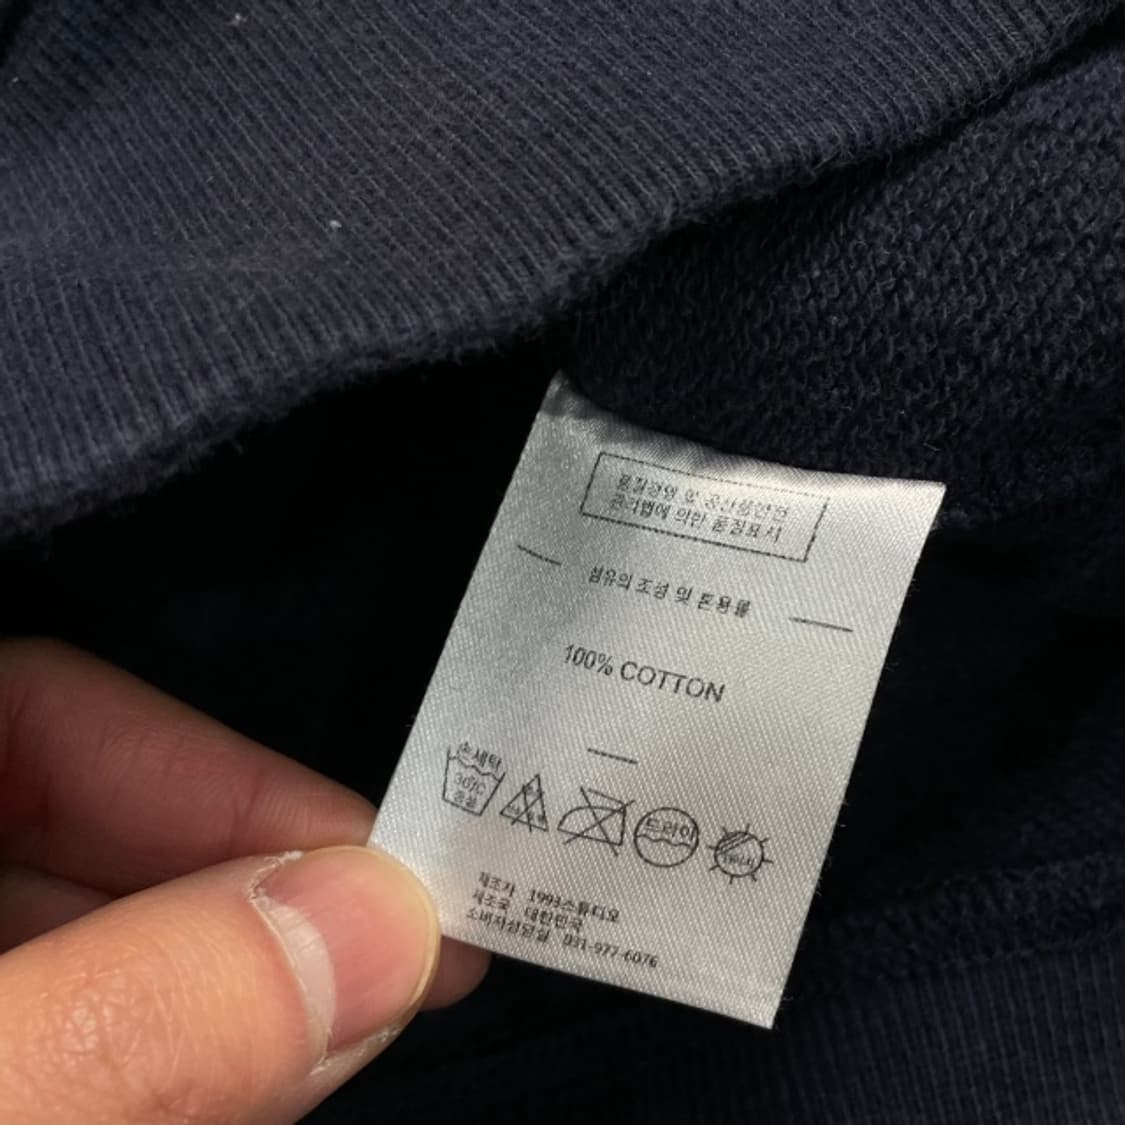 품질경영 및 공산품안전
관리법에 의한 품질표시
섬유의 조성 및 혼용률
100% COTTON
손세탁
30℃
중성
드라이
제조자 1993스튜디오
제조국 대한민국
소비자상담실 031-977-6076